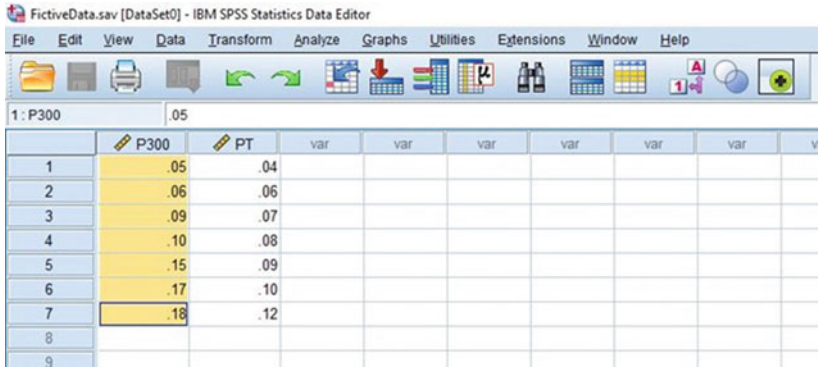 FictiveData.sav [DataSet0] - IBM SPSS Statistics Data Editor
File Edit View Data Transform Analyze Graphs Utilities Extensions Window Help
μ 1 A
1 : P300 .05
P300 PT var var var var var var v
1 .05 .04
2 .06 .06
3 .09 .07
4 .10 .08
5 .15 .09
6 .17 .10
7 .18 .12
8
9